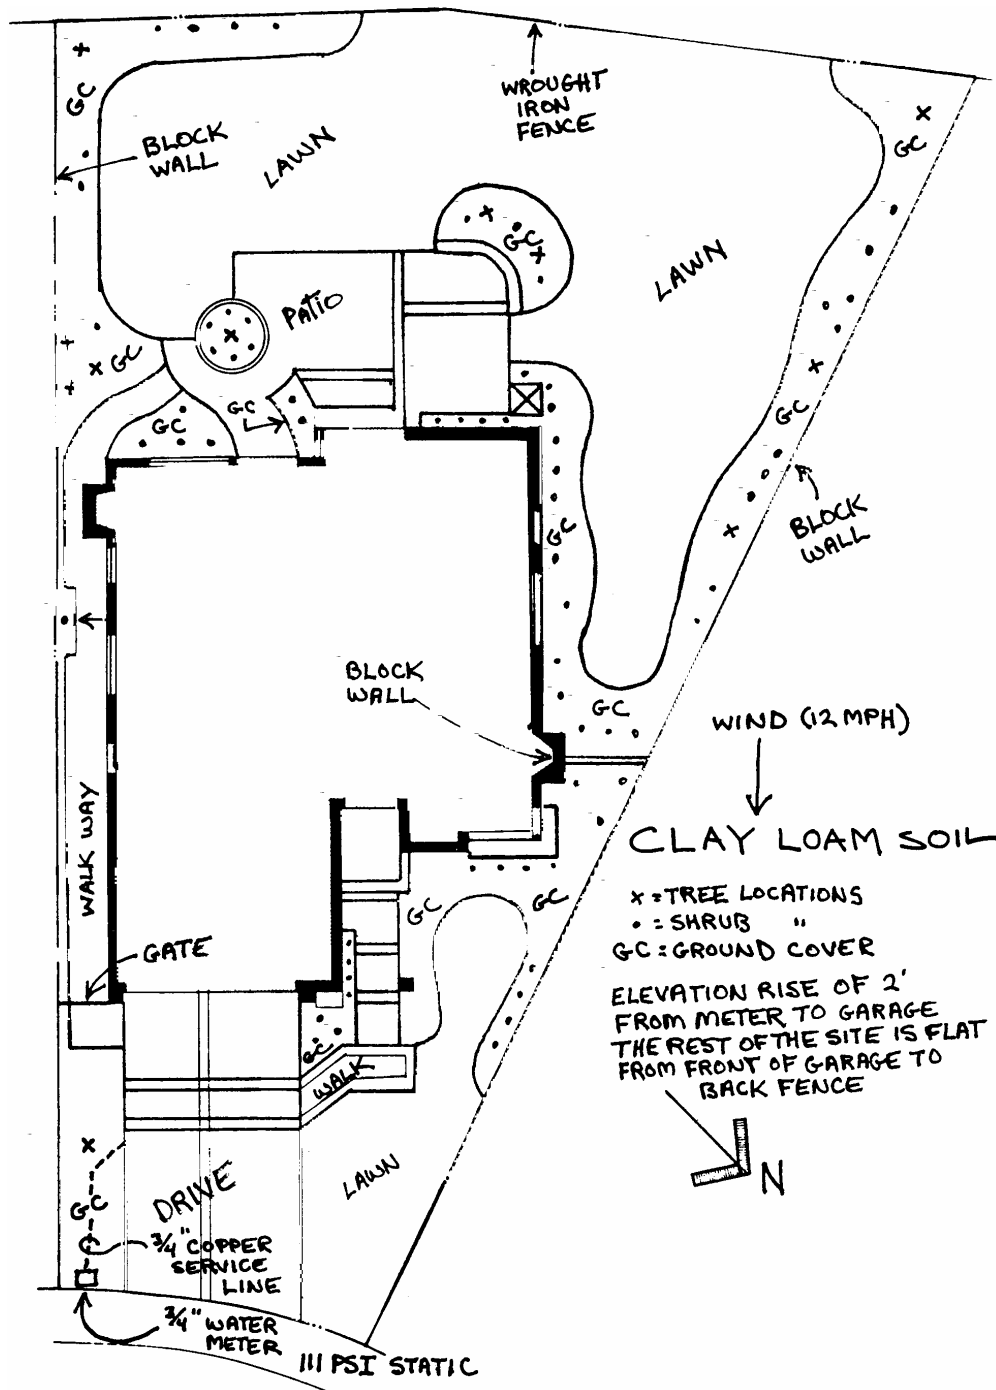 WROUGHT
IRON
FENCE
GC
BLOCK
WALL
LAWN
GC
GC
LAWN
PATIO
GC
GC
GC
GC
BLOCK
WALL
GC
BLOCK
WALL
GC
WIND (12 MPH)
CLAY LOAM SOIL
X = TREE LOCATIONS
• = SHRUB "
GC = GROUND COVER
WALK WAY
GC
GC
GATE
ELEVATION RISE OF 2'
FROM METER TO GARAGE
THE REST OF THE SITE IS FLAT
FROM FRONT OF GARAGE TO
BACK FENCE
GC
WALK
N
LAWN
DRIVE
GC
3/4" COPPER
SERVICE
LINE
3/4" WATER
METER
111 PSI STATIC